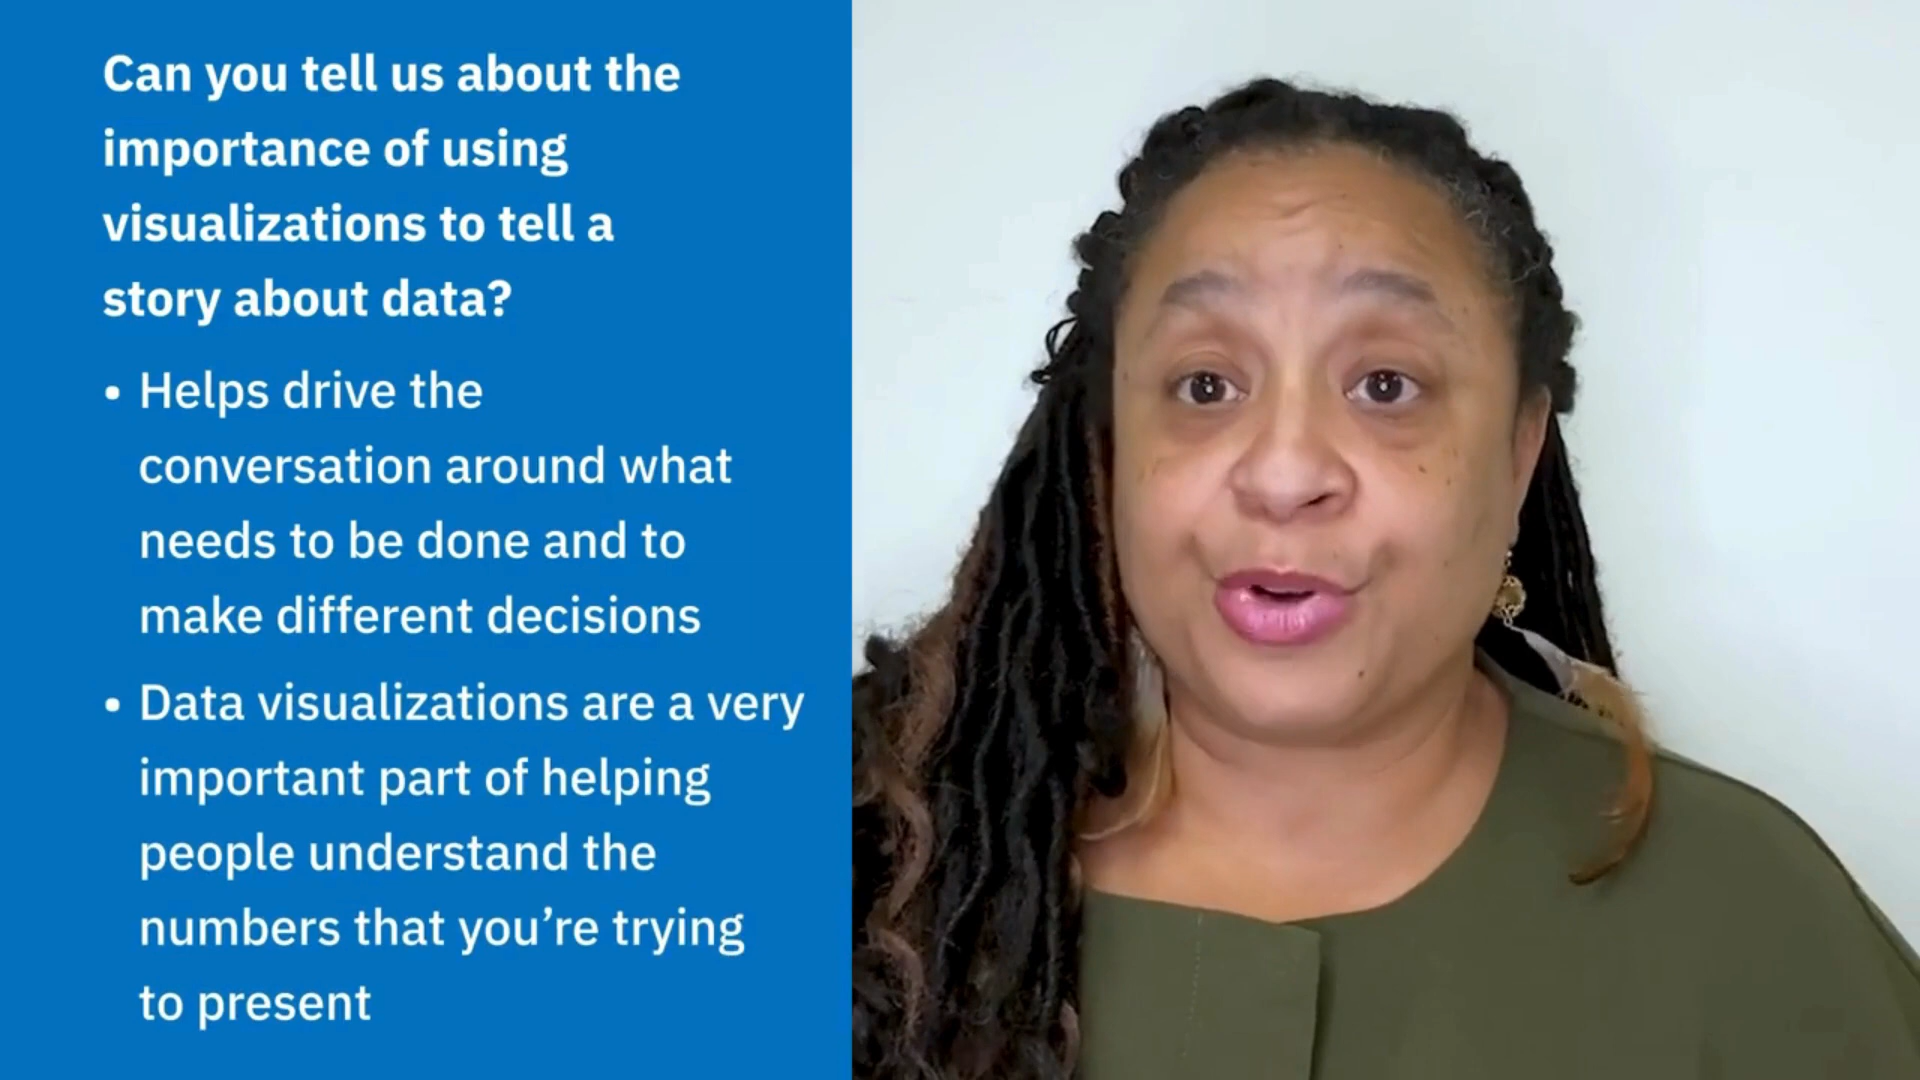 Can you tell us about the
importance of using
visualizations to tell a
story about data?
• Helps drive the
conversation around what
needs to be done and to
make different decisions
• Data visualizations are a very
important part of helping
people understand the
numbers that you’re trying
to present